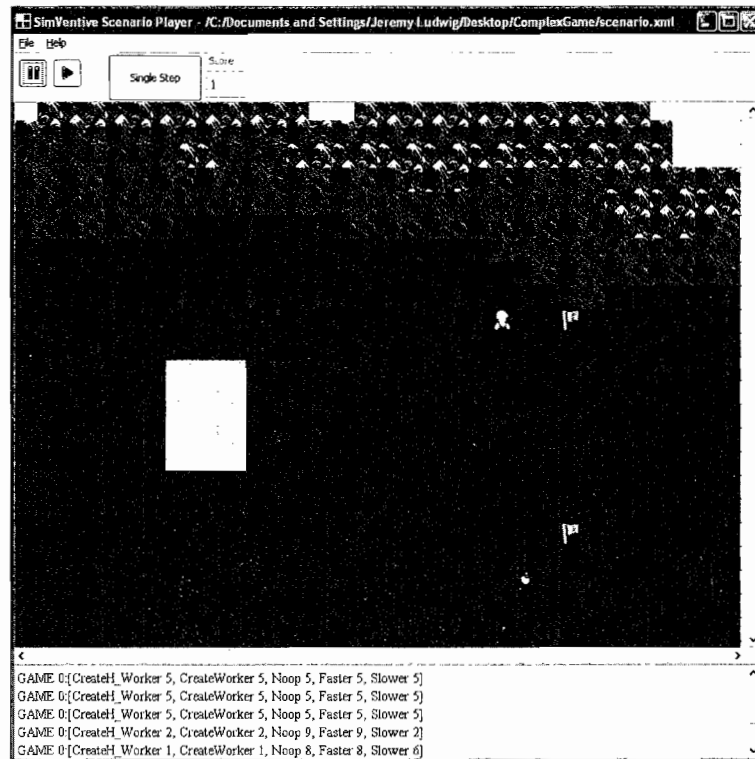 SimVentive Scenario Player - /C:/Documents and Settings/Jeremy Ludwig/Desktop/ComplexGame/scenario.xml
File Help
Score
Single Step
1
GAME 0:[CreateH_Worker 5, CreateWorker 5, Noop 5, Faster 5, Slower 5]
GAME 0:[CreateH_Worker 5, CreateWorker 5, Noop 5, Faster 5, Slower 5]
GAME 0:[CreateH_Worker 5, CreateWorker 5, Noop 5, Faster 5, Slower 5]
GAME 0:[CreateH_Worker 2, CreateWorker 2, Noop 9, Faster 9, Slower 2]
GAME 0:[CreateH_Worker 1, CreateWorker 1, Noop 8, Faster 8, Slower 6]